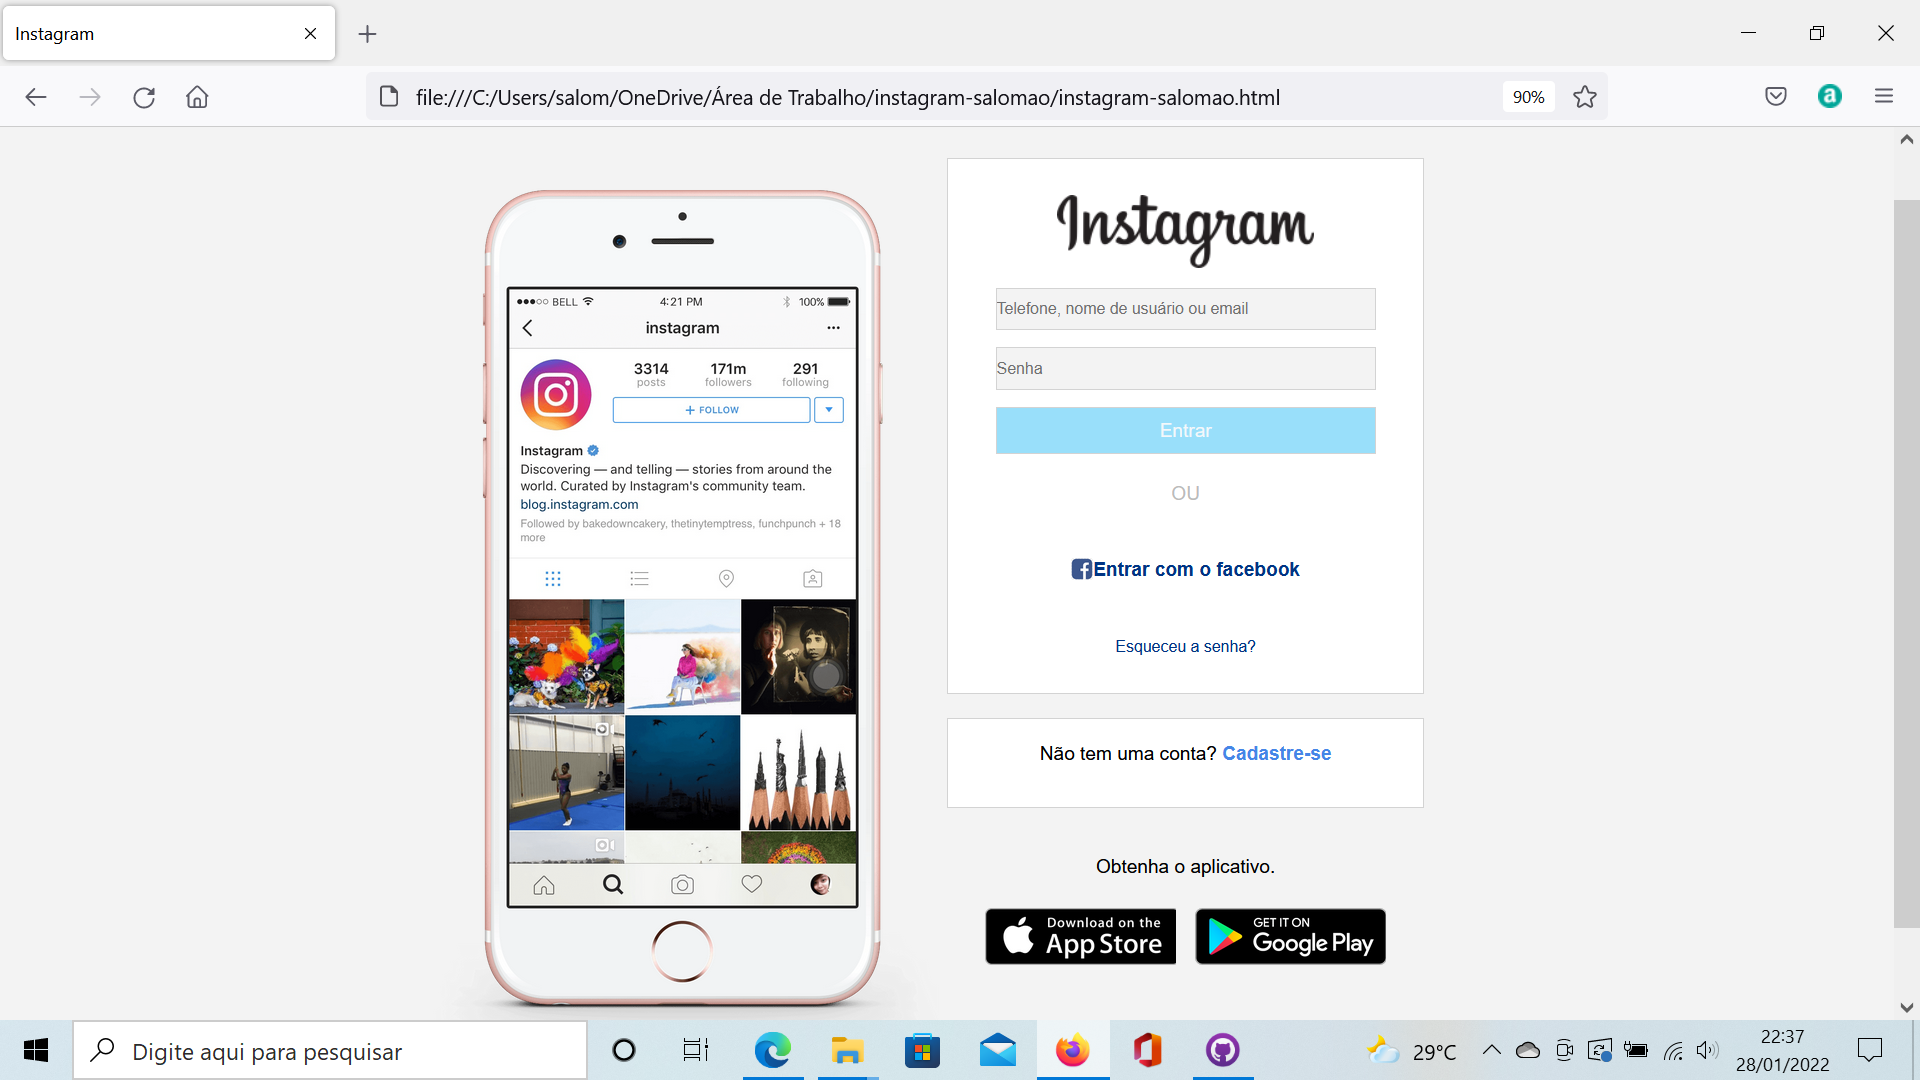 Instagram
file:///C:/Users/salom/OneDrive/Área de Trabalho/instagram-salomao/instagram-salomao.html
90%
a
BELL
4:21 PM
100%
instagram
3314
171m
291
posts
followers
following
+ FOLLOW
Instagram
Discovering — and telling — stories from around the
world. Curated by Instagram's community team.
blog.instagram.com
Followed by bakedowncakery, thetinytemptress, funchpunch + 18
more
Instagram
Telefone, nome de usuário ou email
Senha
Entrar
OU
Entrar com o facebook
Esqueceu a senha?
Não tem uma conta? Cadastre-se
Obtenha o aplicativo.
Download on the
App Store
GET IT ON
Google Play
Digite aqui para pesquisar
29°C
22:37
28/01/2022